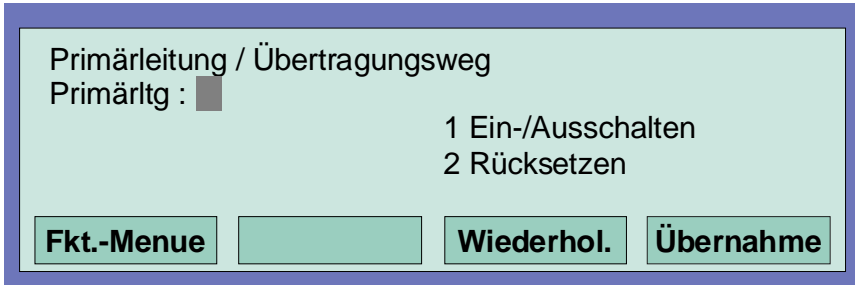 Primärleitung / Übertragungsweg
Primärltg :
1 Ein-/Ausschalten
2 Rücksetzen
Fkt.-Menue Wiederhol. Übernahme